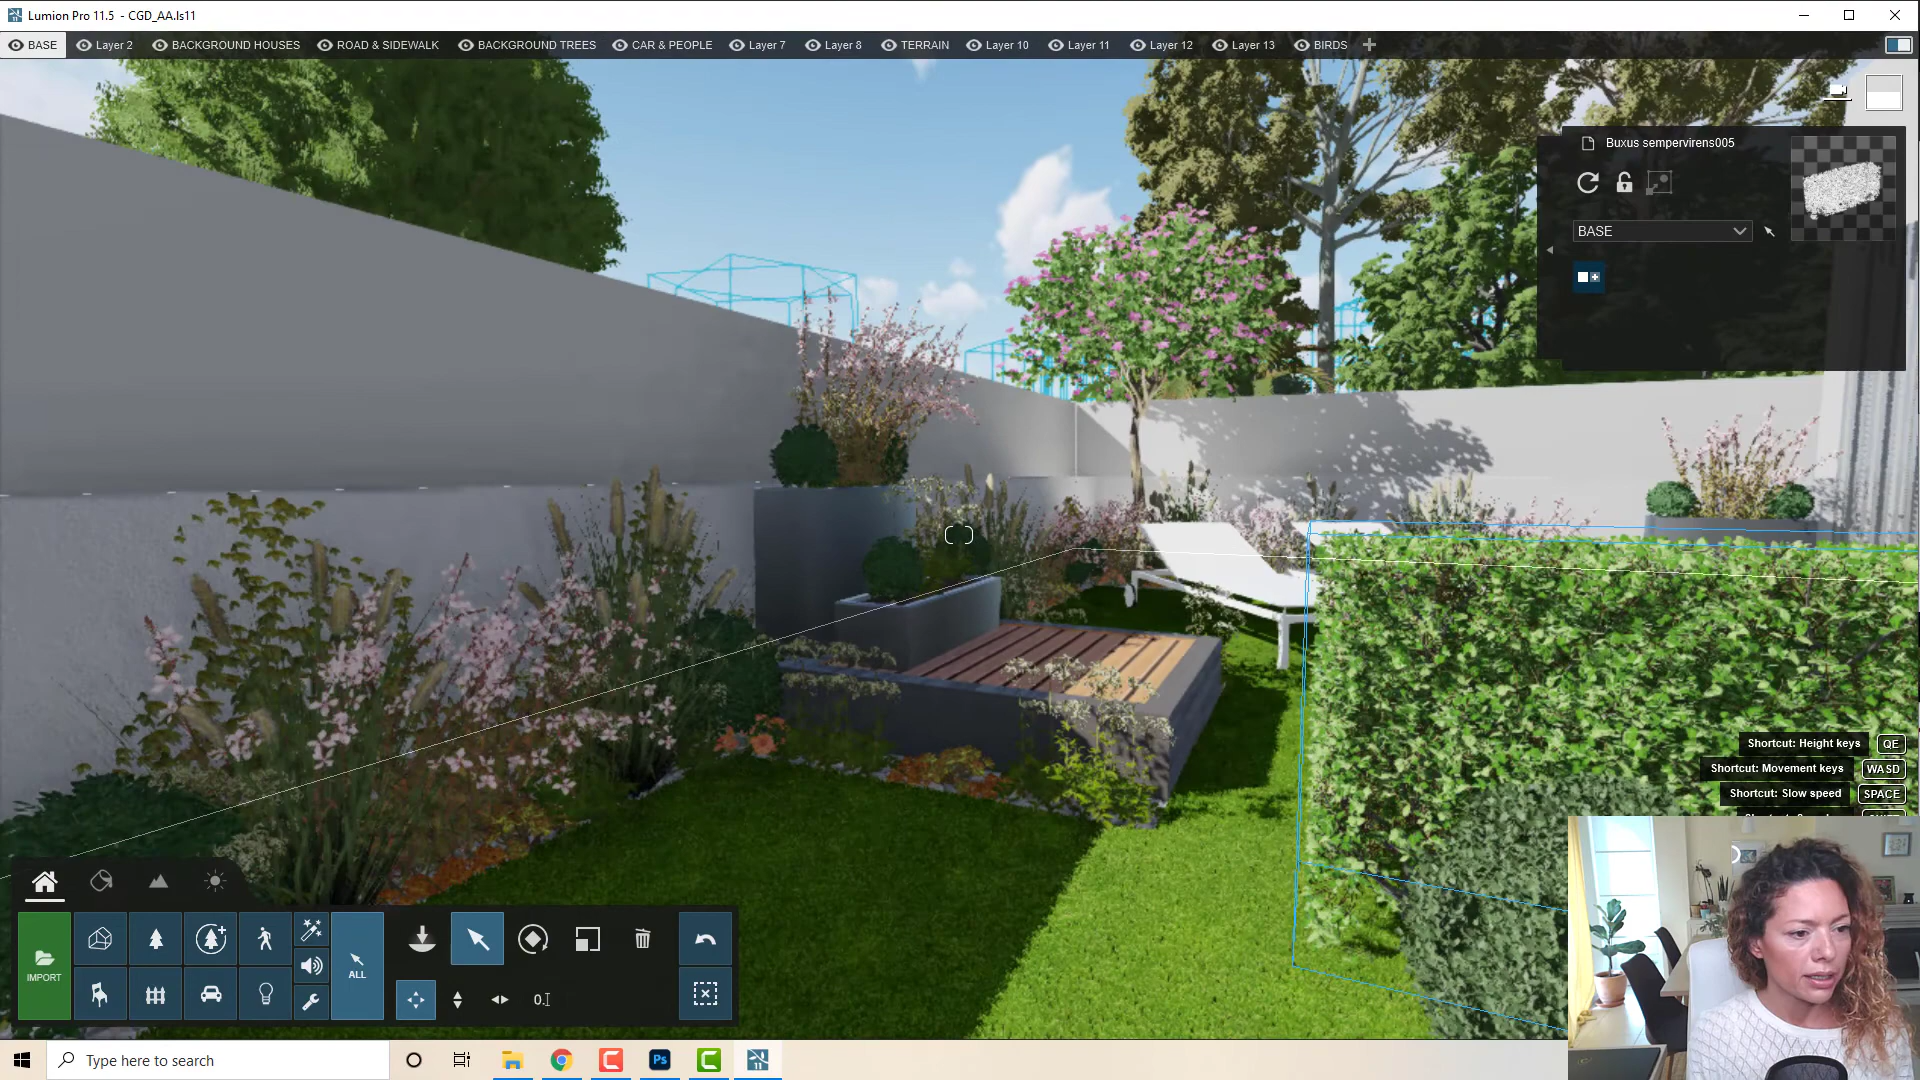 Lumion Pro 11.5 - CGD_AA.ls11
BASE
Layer 2
BACKGROUND HOUSES
ROAD & SIDEWALK
BACKGROUND TREES
CAR & PEOPLE
Layer 7
Layer 8
TERRAIN
Layer 10
Layer 11
Layer 12
Layer 13
BIRDS
Buxus sempervirens005
BASE
Shortcut: Height keys QE
Shortcut: Movement keys WASD
Shortcut: Slow speed SPACE
IMPORT
ALL
0.
Type here to search
Ps
11